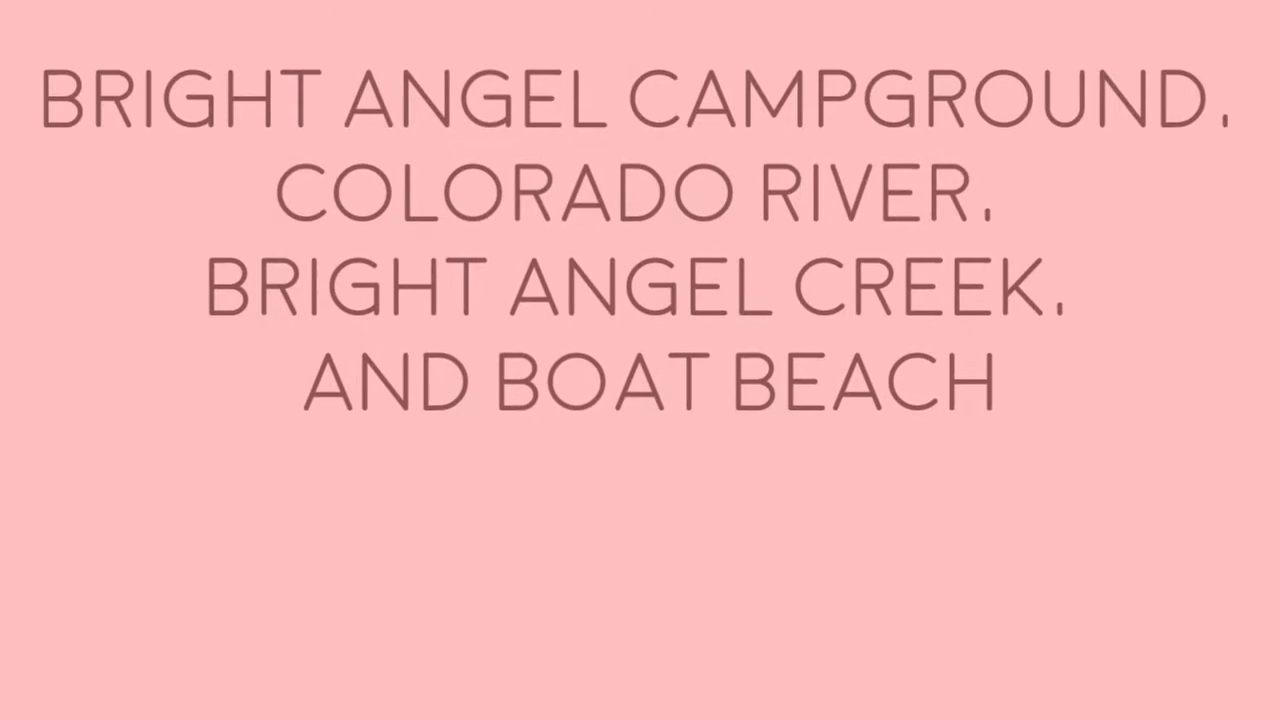 BRIGHT ANGEL CAMPGROUND,
COLORADO RIVER,
BRIGHT ANGEL CREEK,
AND BOAT BEACH